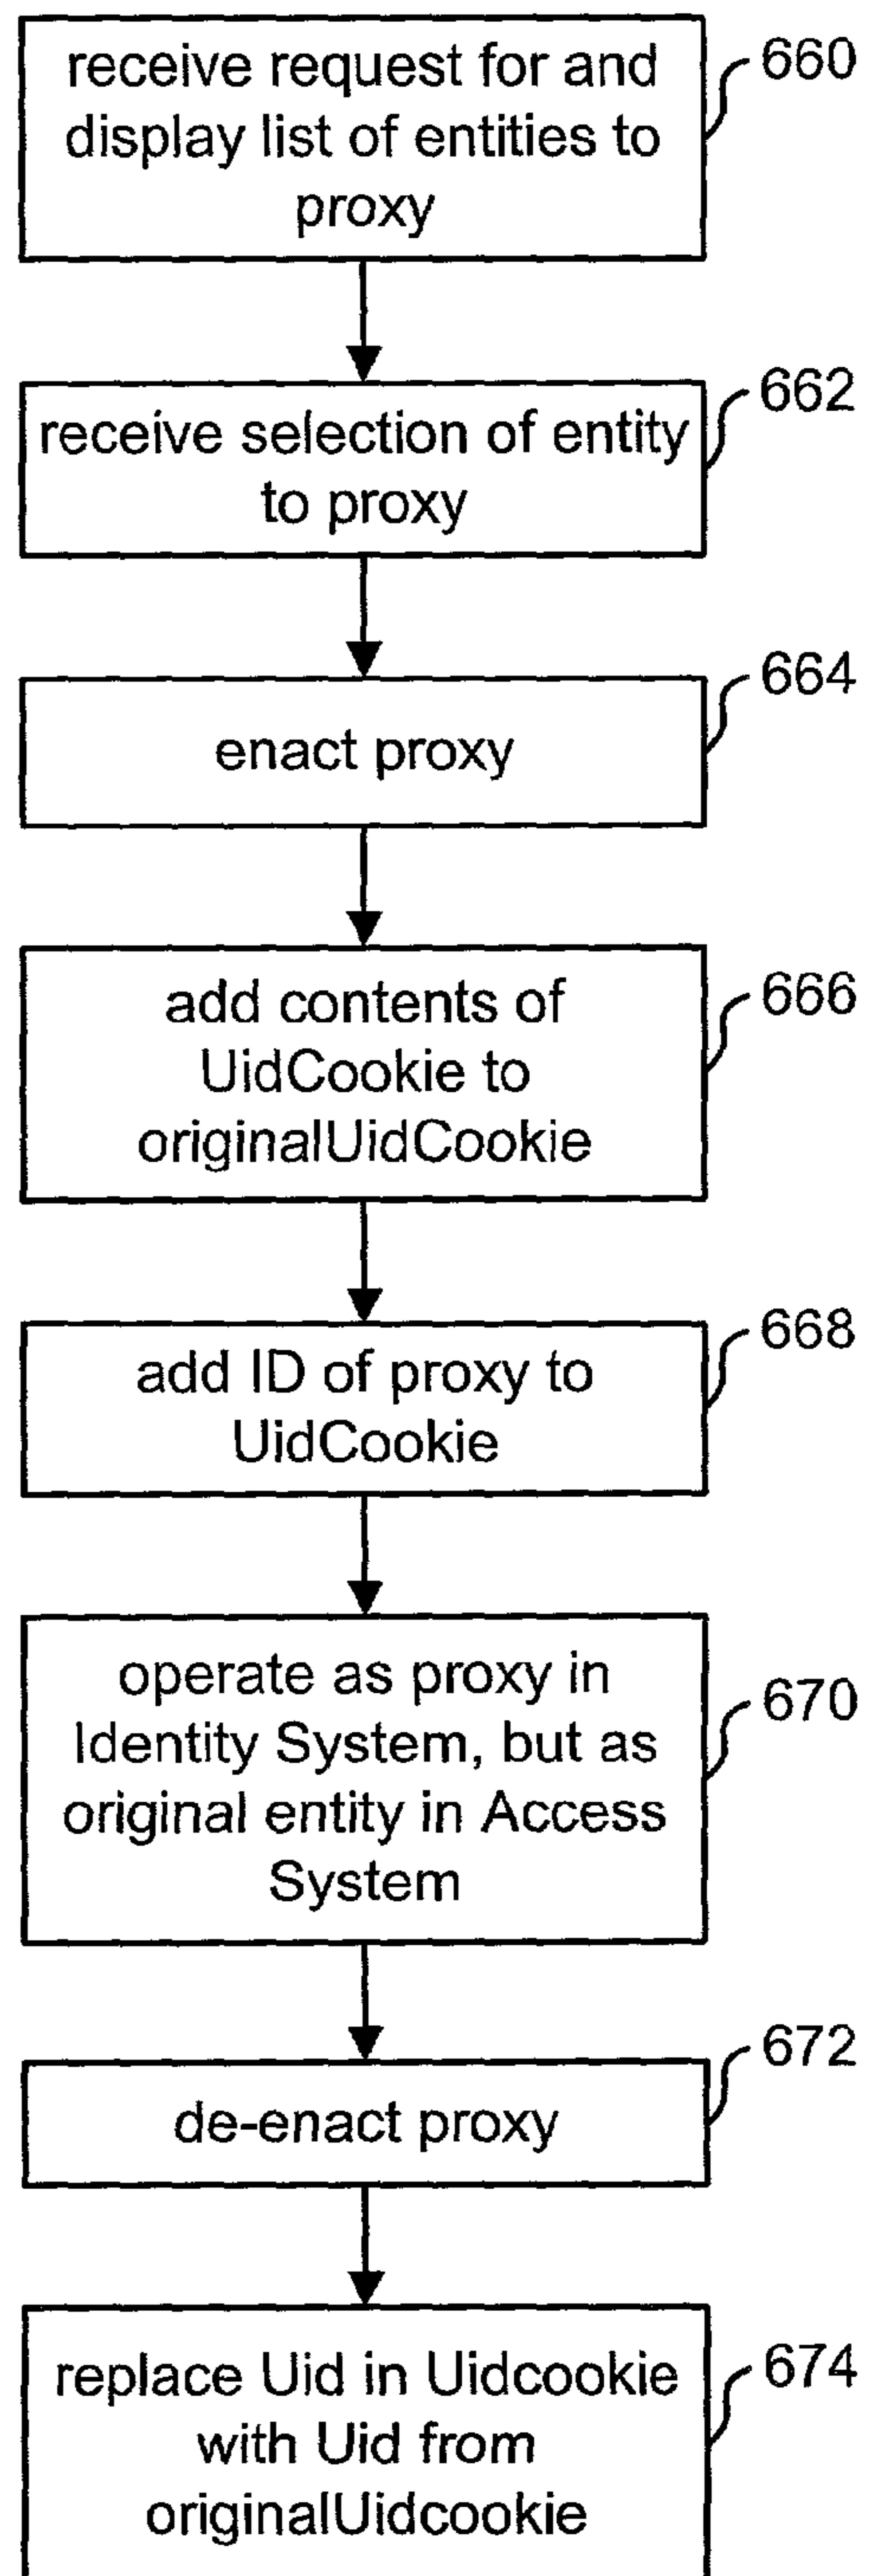 receive request for and
display list of entities to
proxy
660
receive selection of entity
to proxy
662
enact proxy
664
add contents of
UidCookie to
originalUidCookie
666
add ID of proxy to
UidCookie
668
operate as proxy in
Identity System, but as
original entity in Access
System
670
de-enact proxy
672
replace Uid in Uidcookie
with Uid from
originalUidcookie
674